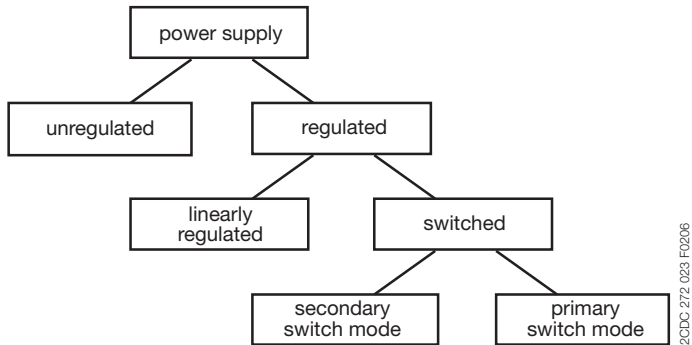 power supply
unregulated
regulated
linearly
regulated
switched
secondary
switch mode
primary
switch mode
2CDC 272 023 F0206